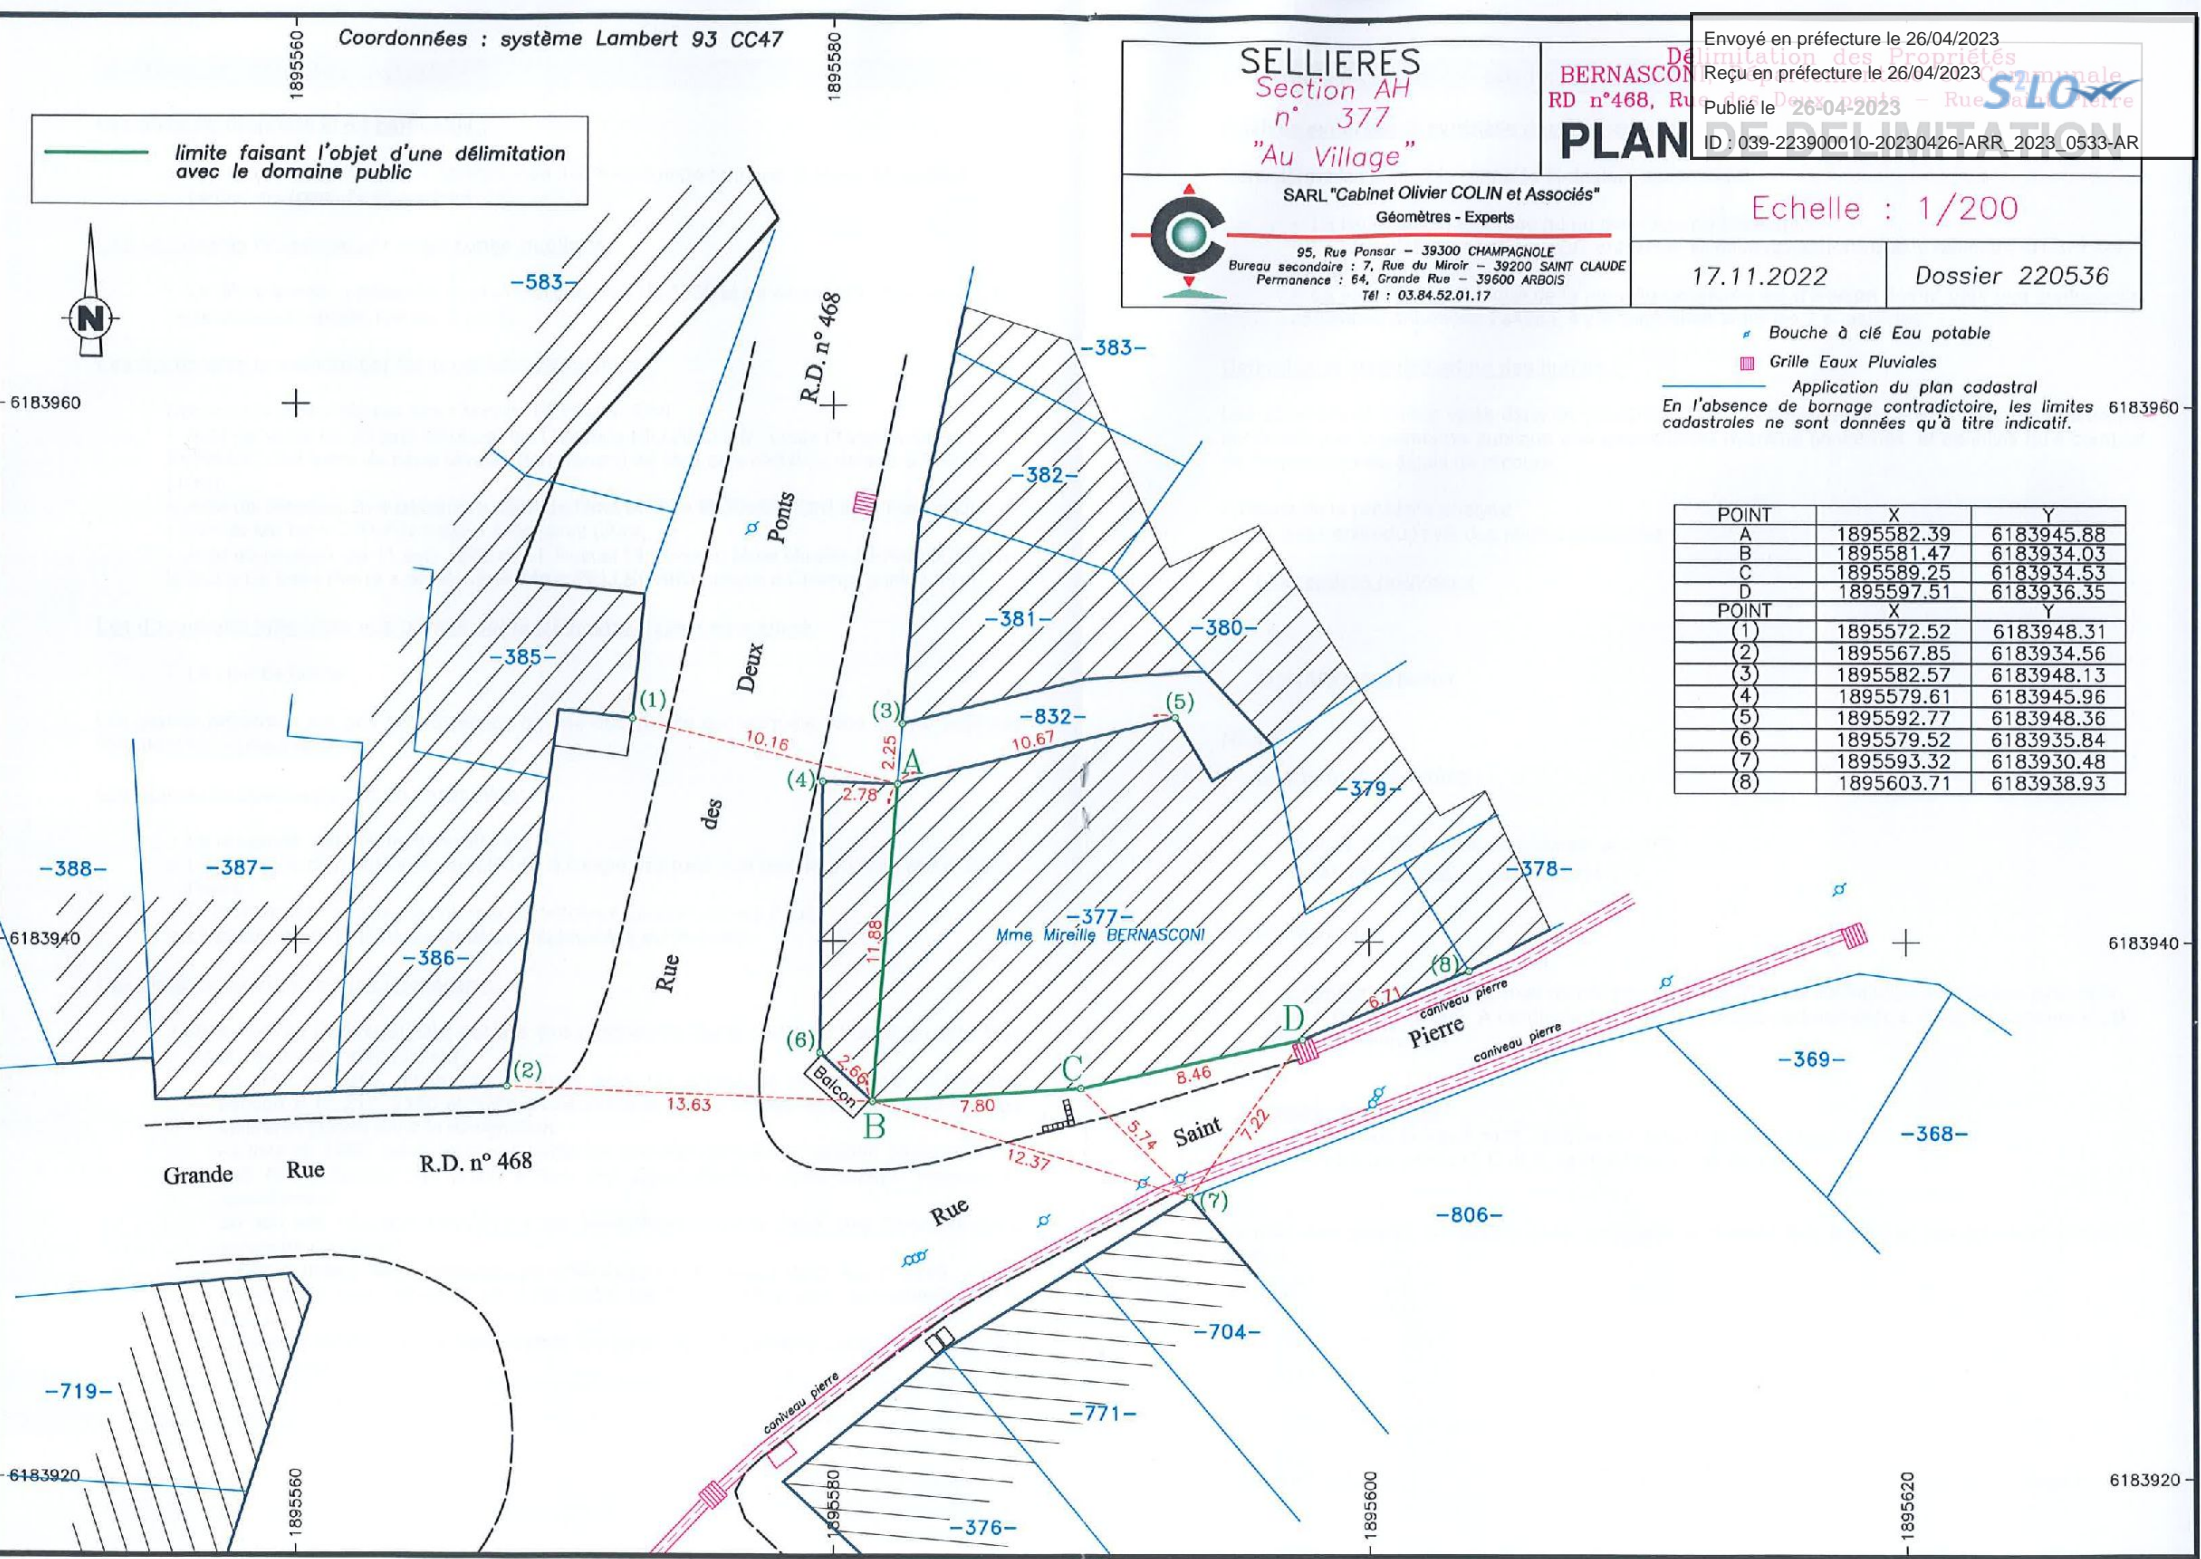 Coordonnées : système Lambert 93 CC47
1895560
1895580
limite faisant l'objet d'une délimitation
avec le domaine public
N
SELLIERES
Section AH
n° 377
"Au Village"
Délimitation des Propriétés
BERNASCONI
Communale
RD n°468, Rue des Deux ponts – Rue Saint Pierre
PLAN DE DELIMITATION
Envoyé en préfecture le 26/04/2023
Reçu en préfecture le 26/04/2023
Publié le 26-04-2023
S²LO
ID : 039-223900010-20230426-ARR_2023_0533-AR
SARL "Cabinet Olivier COLIN et Associés"
Géomètres - Experts
95, Rue Ponsar – 39300 CHAMPAGNOLE
Bureau secondaire : 7, Rue du Miroir – 39200 SAINT CLAUDE
Permanence : 64, Grande Rue – 39600 ARBOIS
Tél : 03.84.52.01.17
Echelle : 1/200
17.11.2022
Dossier 220536
Bouche à clé Eau potable
Grille Eaux Pluviales
Application du plan cadastral
En l'absence de bornage contradictoire, les limites
cadastrales ne sont données qu'à titre indicatif.
6183960
6183960
POINT X Y
A 1895582.39 6183945.88
B 1895581.47 6183934.03
C 1895589.25 6183934.53
D 1895597.51 6183936.35
POINT X Y
(1) 1895572.52 6183948.31
(2) 1895567.85 6183934.56
(3) 1895582.57 6183948.13
(4) 1895579.61 6183945.96
(5) 1895592.77 6183948.36
(6) 1895579.52 6183935.84
(7) 1895593.32 6183930.48
(8) 1895603.71 6183938.93
-583-
R.D. n° 468
-383-
-382-
Ponts
-381-
-380-
-385-
Deux
(1)
(3)
-832-
(5)
10.16
2.25
10.67
A
(4)
2.78
des
-379-
-388-
-387-
-378-
-377-
Mme Mireille BERNASCONI
11.88
6183940
6183940
-386-
Rue
(8)
6.71
caniveau pierre
D
Pierre
caniveau pierre
(6)
2.66
Balcon
(2)
C
8.46
-369-
13.63
B
7.80
5.74
Saint
7.22
-368-
Grande Rue R.D. n° 468
12.37
(7)
Rue
-806-
-704-
-719-
caniveau pierre
-771-
6183920
6183920
-376-
1895560
1895580
1895600
1895620